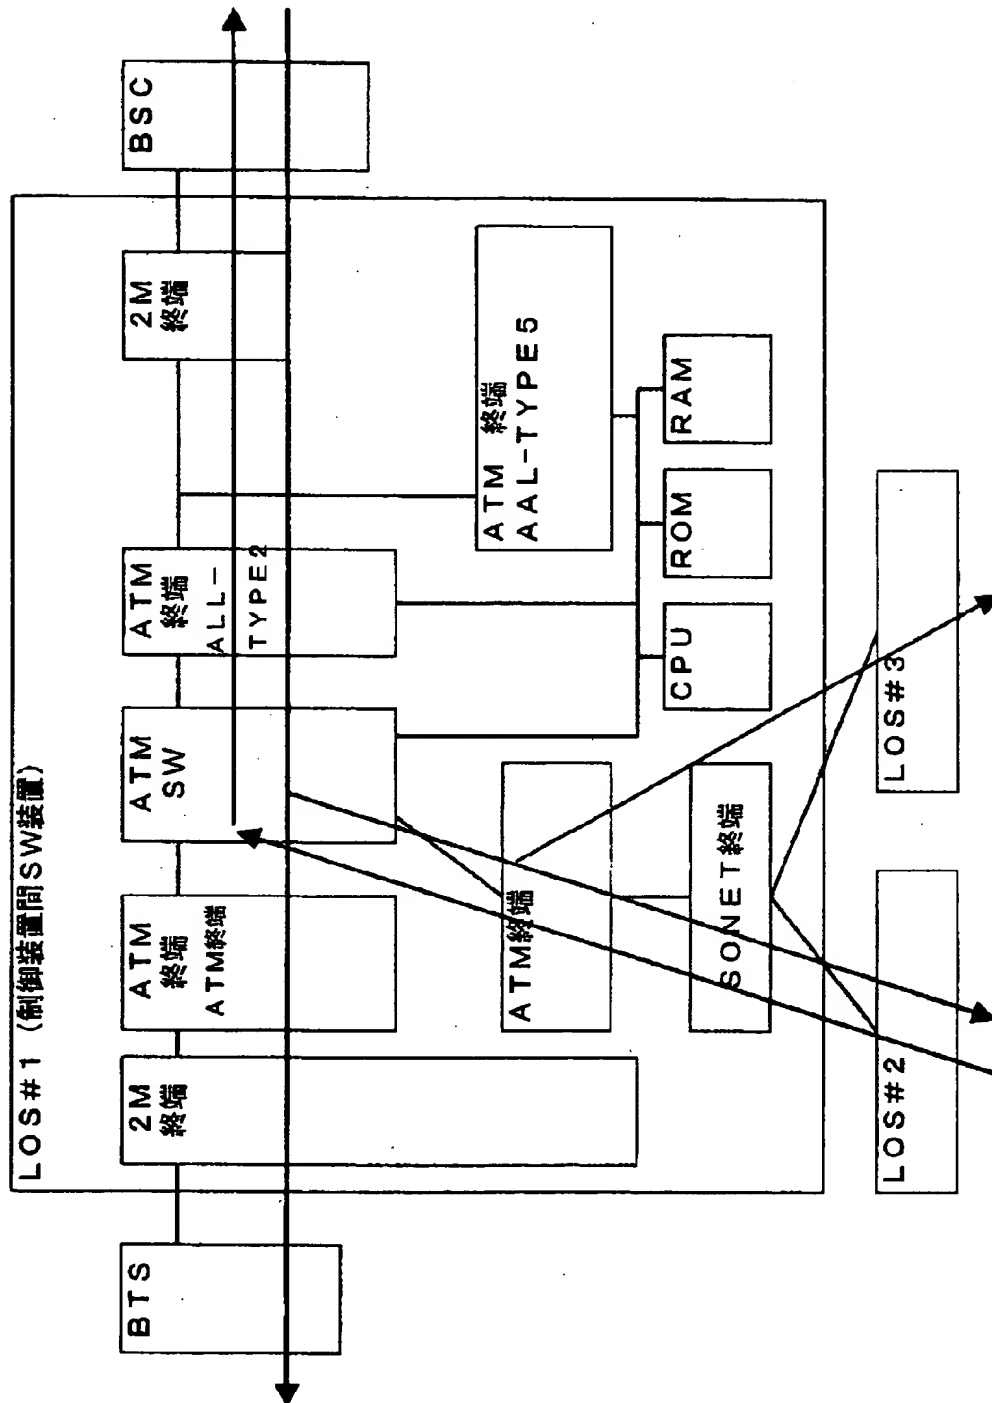 LOS#1 (制御装置間SW装置)
BTS
2M
終端
ATM
終端
ATM終端
ATM
SW
ATM
終端
ALL-
TYPE2
2M
終端
BSC
ATM 終端
AAL-TYPE5
ATM終端
SONET終端
CPU
ROM
RAM
LOS#2
LOS#3